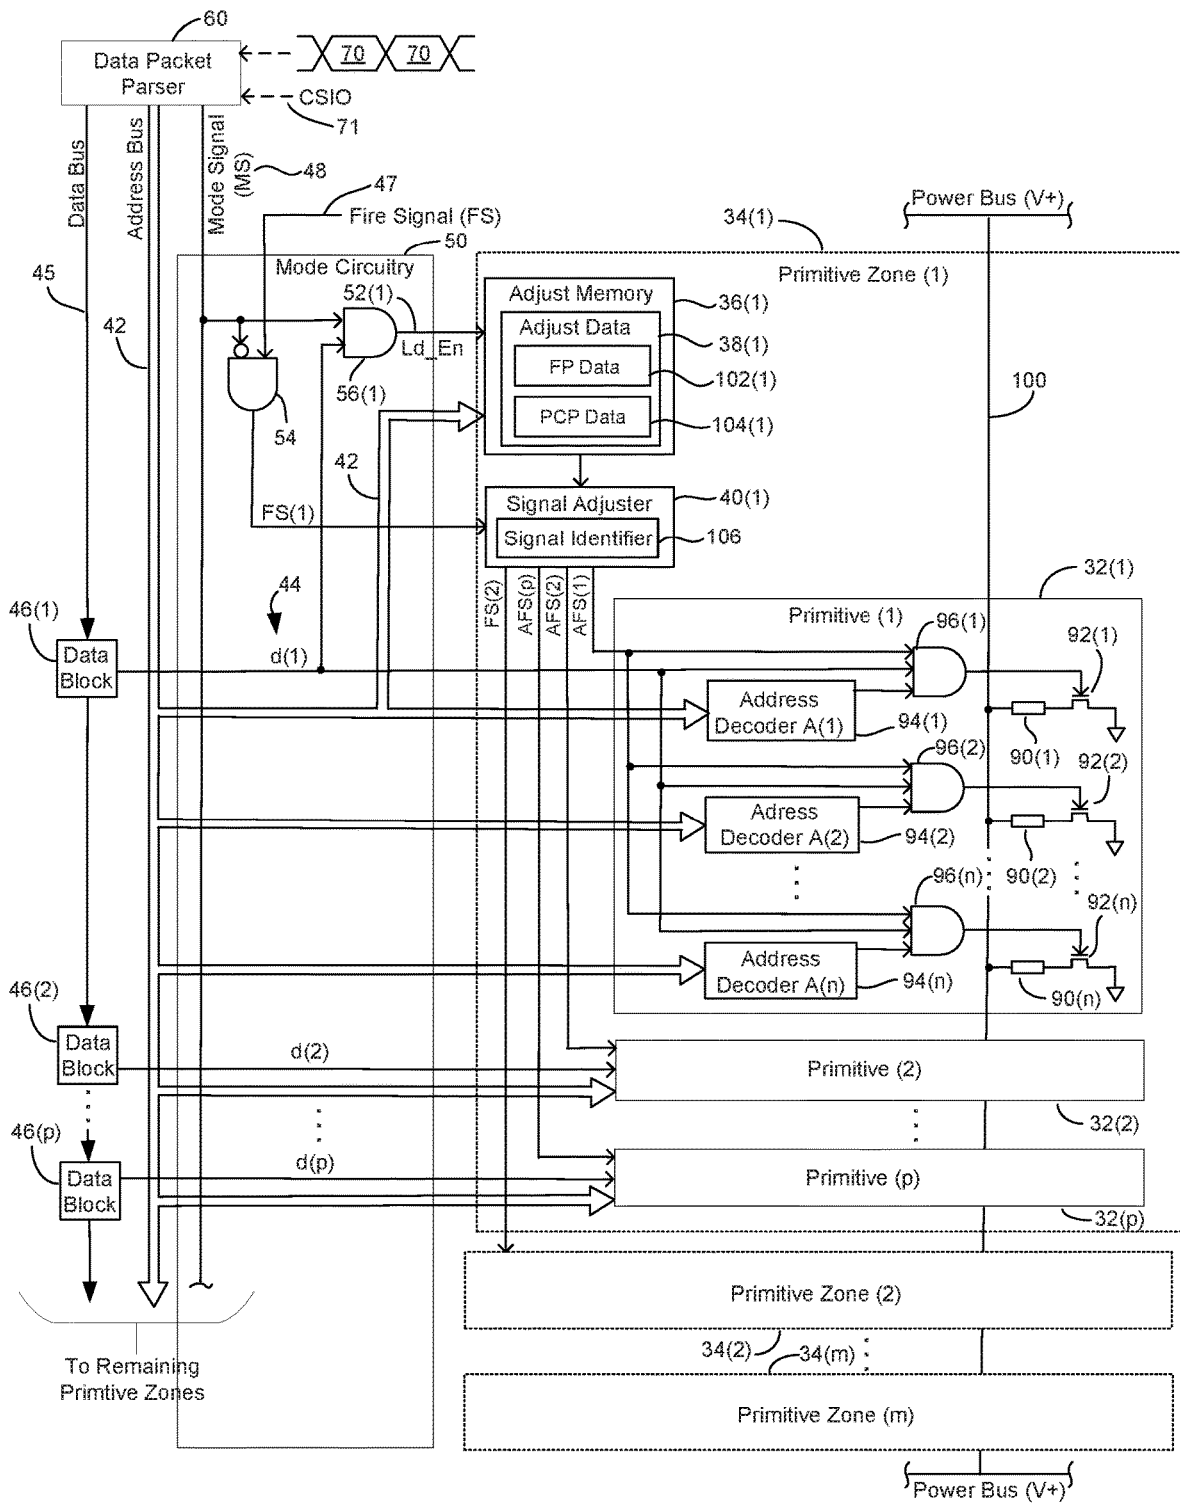 60
Data Packet
Parser
70
70
CSIO
71
Data Bus
Address Bus
Mode Signal
(MS)
48
47
Fire Signal (FS)
Power Bus (V+)
34(1)
50
Mode Circuitry
Primitive Zone (1)
45
42
52(1)
Ld_En
56(1)
54
Adjust Memory
36(1)
Adjust Data
38(1)
FP Data
102(1)
PCP Data
104(1)
100
42
FS(1)
Signal Adjuster
40(1)
Signal Identifier
106
FS(2)
AFS(p)
AFS(2)
AFS(1)
44
32(1)
46(1)
Data
Block
d(1)
Primitive (1)
96(1)
92(1)
Address
Decoder A(1)
94(1)
90(1)
96(2)
92(2)
Adress
Decoder A(2)
94(2)
90(2)
96(n)
92(n)
Address
Decoder A(n)
94(n)
90(n)
46(2)
Data
Block
d(2)
Primitive (2)
32(2)
46(p)
Data
Block
d(p)
Primitive (p)
32(p)
Primitive Zone (2)
34(2)
34(m)
To Remaining
Primtive Zones
Primitive Zone (m)
Power Bus (V+)